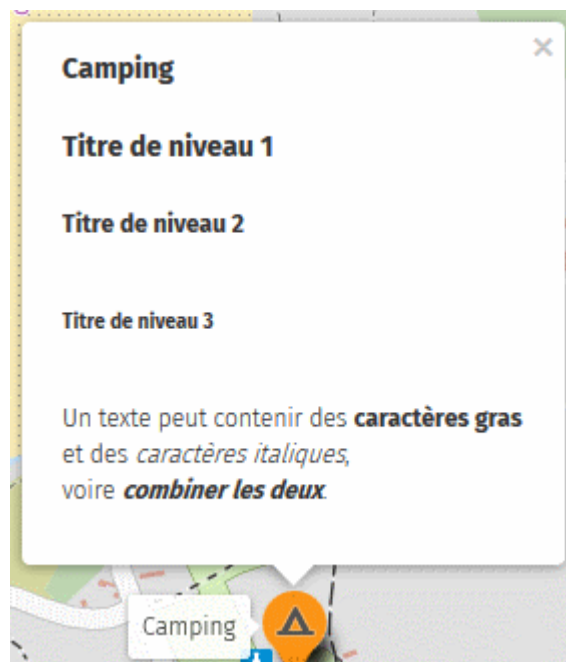 ×
Camping
Titre de niveau 1
Titre de niveau 2
Titre de niveau 3
Un texte peut contenir des caractères gras
et des caractères italiques,
voire combiner les deux.
Camping